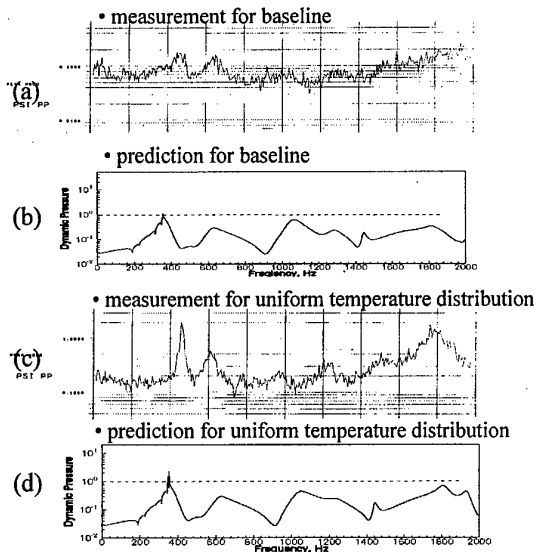 • measurement for baseline
(a)
PSI PP
• prediction for baseline
(b)
Dynamic Pressure
10¹
10⁰
10⁻¹
10⁻²
0 200 400 600 800 1000 1200 1400 1600 1800 2000
Frequency, Hz
• measurement for uniform temperature distribution
(c)
PSI PP
• prediction for uniform temperature distribution
(d)
Dynamic Pressure
10¹
10⁰
10⁻¹
10⁻²
0 200 400 600 800 1000 1200 1400 1600 1800 2000
Frequency, Hz